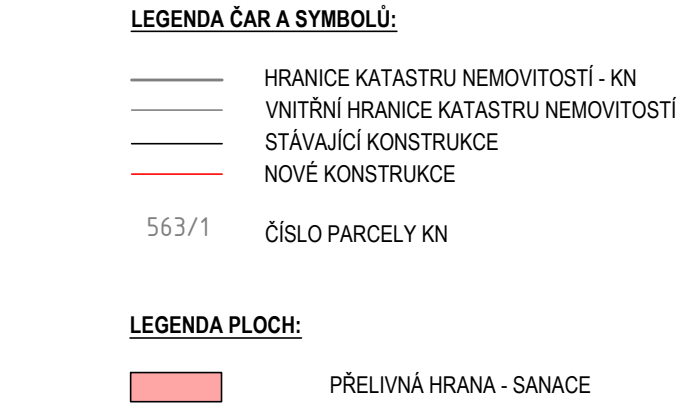 LEGENDA ČAR A SYMBOLŮ:
HRANICE KATASTRU NEMOVITOSTÍ - KN
VNITŘNÍ HRANICE KATASTRU NEMOVITOSTÍ
STÁVAJÍCÍ KONSTRUKCE
NOVÉ KONSTRUKCE
563/1 ČÍSLO PARCELY KN
LEGENDA PLOCH:
PŘELIVNÁ HRANA - SANACE